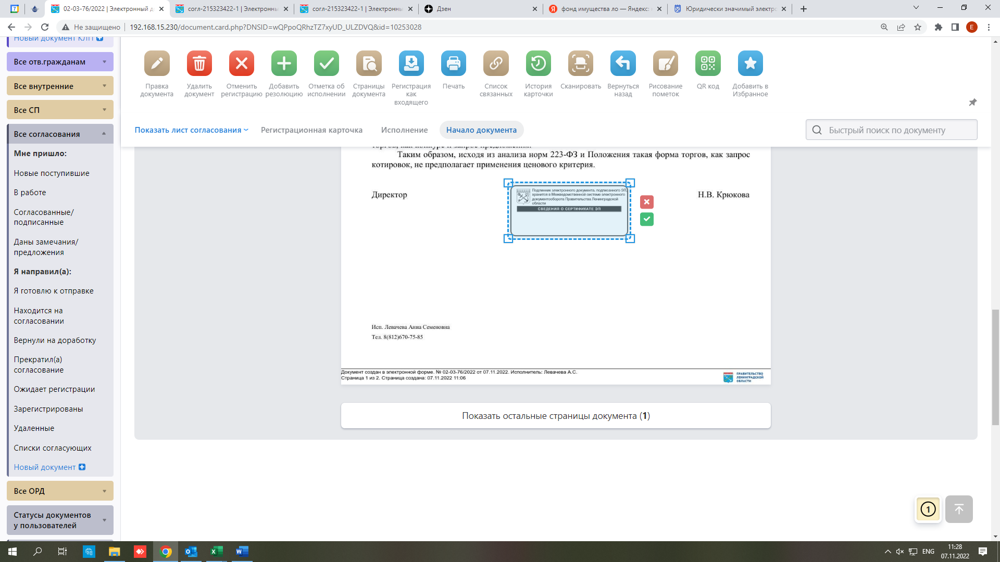 02-03-76/2022 | Электронный д
согл-215323422-1 | Электроннь
согл-215323422-1 | Электроннь
Дзен
фонд имущества ло — Яндекс:
Юридически значимый электро
Не защищено
192.168.15.230/document.card.php?DNSID=wQPpoQRhzTZ7xyUD_ULZDVQ&id=10253028
E
Новый документ КЛП
Все отв.гражданам
Все внутренние
Все СП
Все согласования
Мне пришло:
Новые поступившие
В работе
Согласованные/
подписанные
Даны замечания/
предложения
Я направил(а):
Я готовлю к отправке
Находится на
согласовании
Вернули на доработку
Прекратил(а)
согласование
Ожидает регистрации
Зарегистрированы
Удаленные
Списки согласующих
Новый документ
Все ОРД
Статусы документов
у пользователей
Правка
документа
Удалить
документ
Отменить
регистрацию
Добавить
резолюцию
Отметка об
исполнении
Страницы
документа
Регистрация
как
входящего
Печать
Список
связанных
История
карточки
Сканировать
Вернуться
назад
Рисование
пометок
QR код
Добавить в
Избранное
Показать лист согласования
Регистрационная карточка
Исполнение
Начало документа
Быстрый поиск по документу
торгов, как конкурс и запрос предложений.
Таким образом, исходя из анализа норм 223-ФЗ и Положения такая форма торгов, как запрос
котировок, не предполагает применения ценового критерия.
Директор
Н.В. Крюкова
Подлинник электронного документа, подписанного ЭП,
хранится в Межведомственной системе электронного
документооборота Правительства Ленинградской
области
СВЕДЕНИЯ О СЕРТИФИКАТЕ ЭП
Исп. Левачева Анна Семеновна
Тел. 8(812)670-75-85
Документ создан в электронной форме. № 02-03-76/2022 от 07.11.2022. Исполнитель: Левачева А.С.
Страница 1 из 2. Страница создана: 07.11.2022 11:06
ПРАВИТЕЛЬСТВО
ЛЕНИНГРАДСКОЙ
ОБЛАСТИ
Показать остальные страницы документа (1)
1
ENG
11:28
07.11.2022